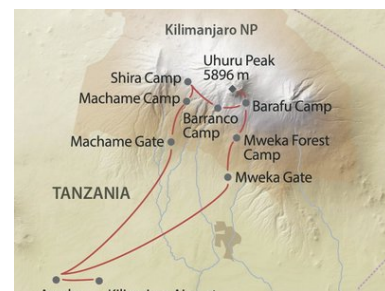 Kilimanjaro NP
Uhuru Peak
5896 m
Shira Camp
Machame Camp
Barafu Camp
Barranco
Camp
Machame Gate
Mweka Forest
Camp
Mweka Gate
TANZANIA